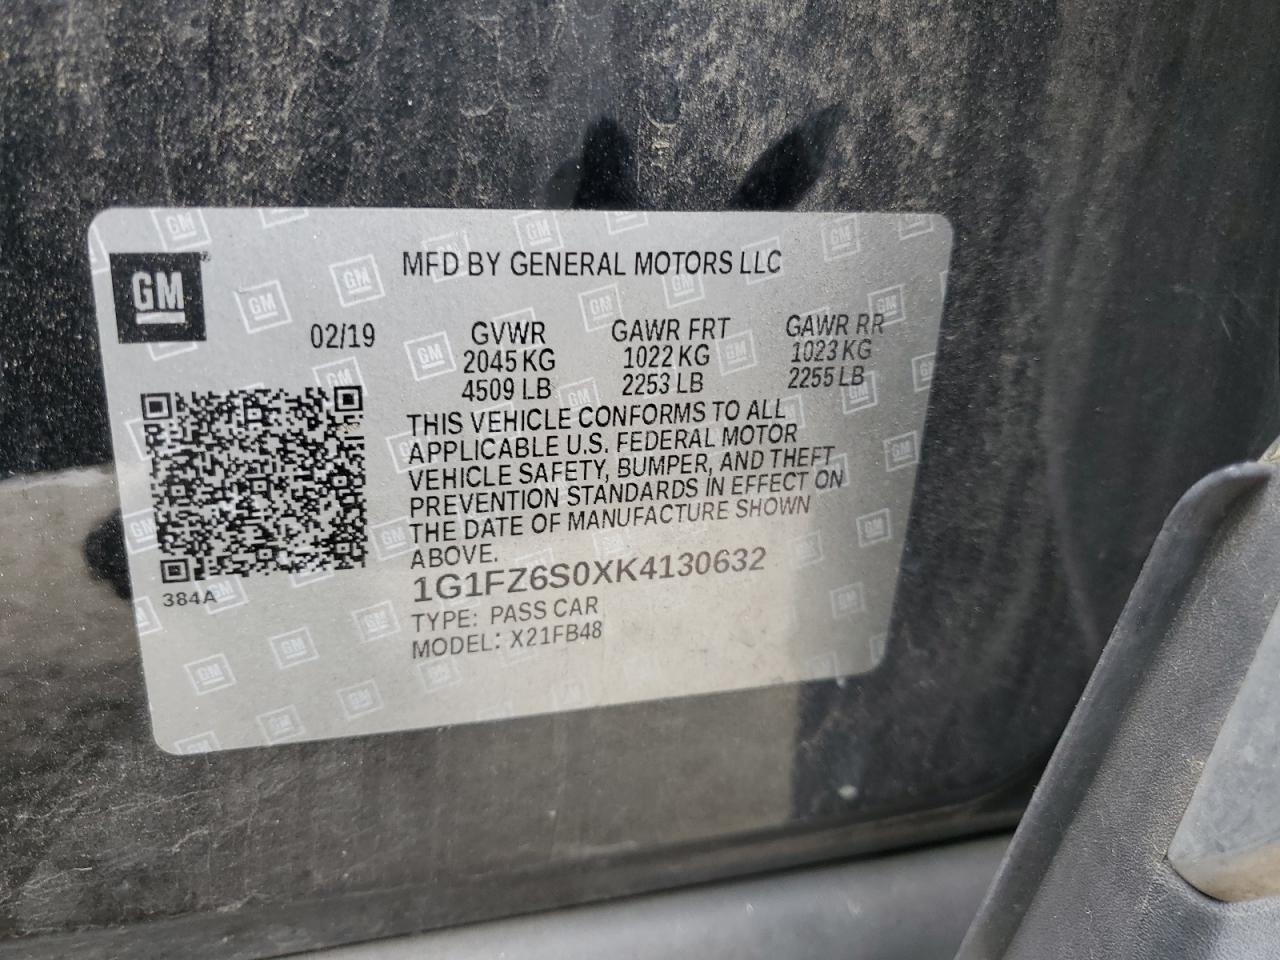 GM
MFD BY GENERAL MOTORS LLC
02/19 GVWR GAWR FRT GAWR RR
2045 KG 1022 KG 1023 KG
4509 LB 2253 LB 2255 LB
THIS VEHICLE CONFORMS TO ALL
APPLICABLE U.S. FEDERAL MOTOR
VEHICLE SAFETY, BUMPER, AND THEFT
PREVENTION STANDARDS IN EFFECT ON
THE DATE OF MANUFACTURE SHOWN
ABOVE.
384A
1G1FZ6S0XK4130632
TYPE: PASS CAR
MODEL: X21FB48